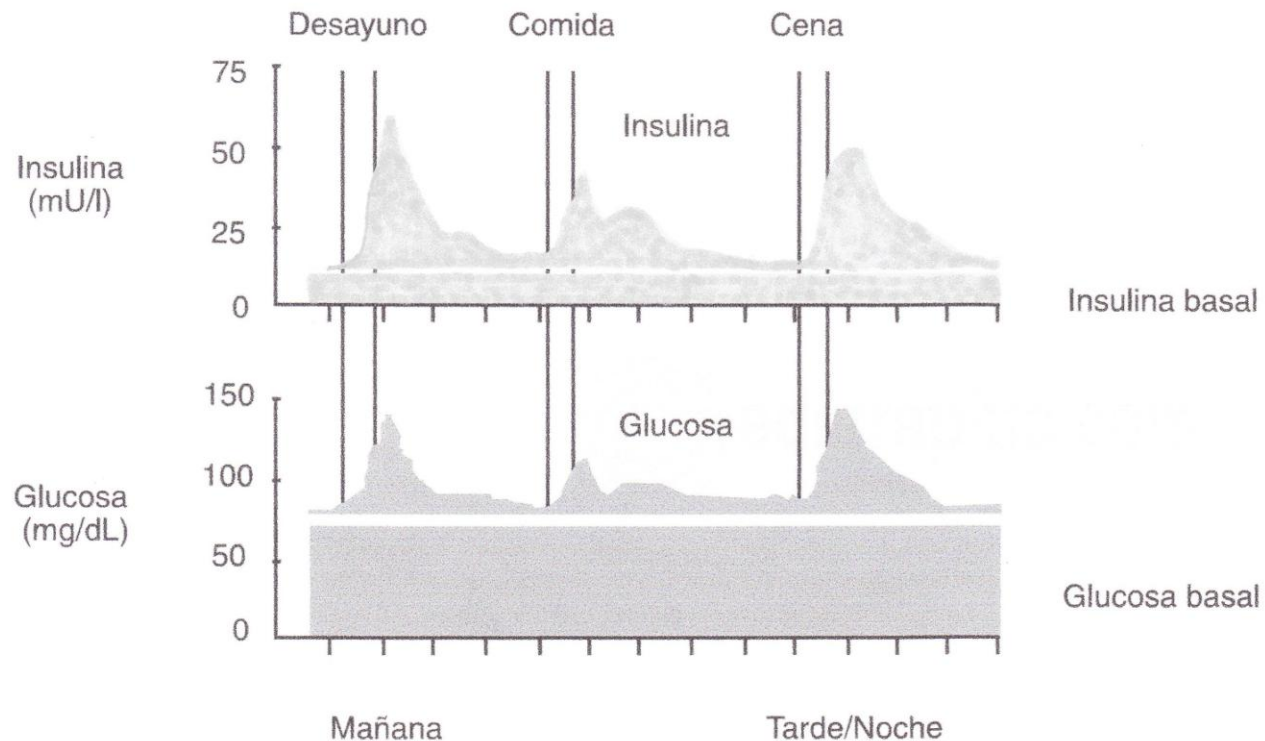 Desayuno Comida Cena
75
Insulina
Insulina
(mU/l)
50
25
0
Insulina basal
150
Glucosa
100
Glucosa
(mg/dL)
50
Glucosa basal
0
Mañana Tarde/Noche